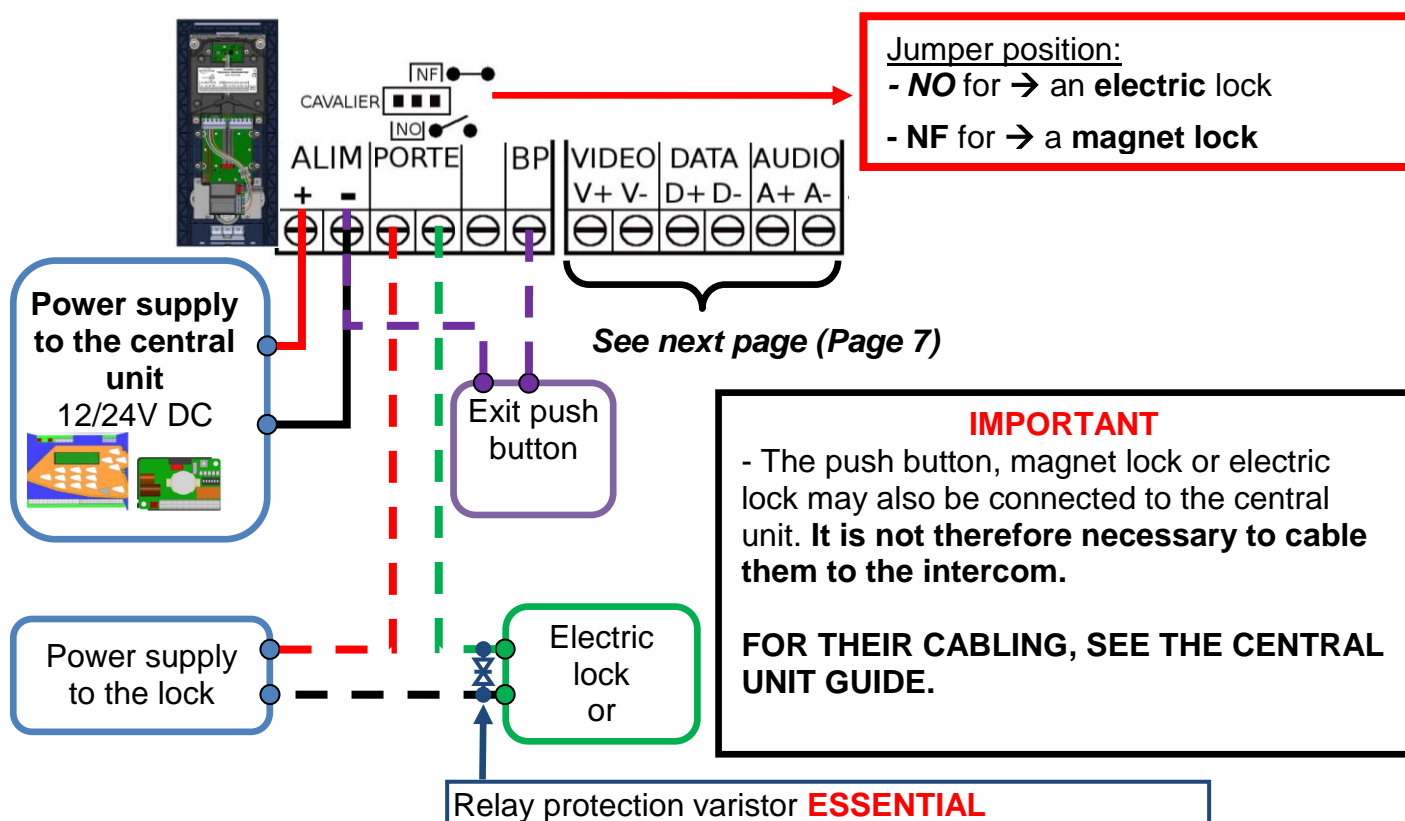 Jumper position:
- NO for → an electric lock
- NF for → a magnet lock
NF
CAVALIER
NO
ALIM PORTE BP VIDEO DATA AUDIO
+ - V+ V- D+ D- A+ A-
Power supply
to the central
unit
12/24V DC
See next page (Page 7)
Exit push
button
IMPORTANT
- The push button, magnet lock or electric
lock may also be connected to the central
unit. It is not therefore necessary to cable
them to the intercom.
FOR THEIR CABLING, SEE THE CENTRAL
UNIT GUIDE.
Power supply
to the lock
Electric
lock
or
Relay protection varistor ESSENTIAL